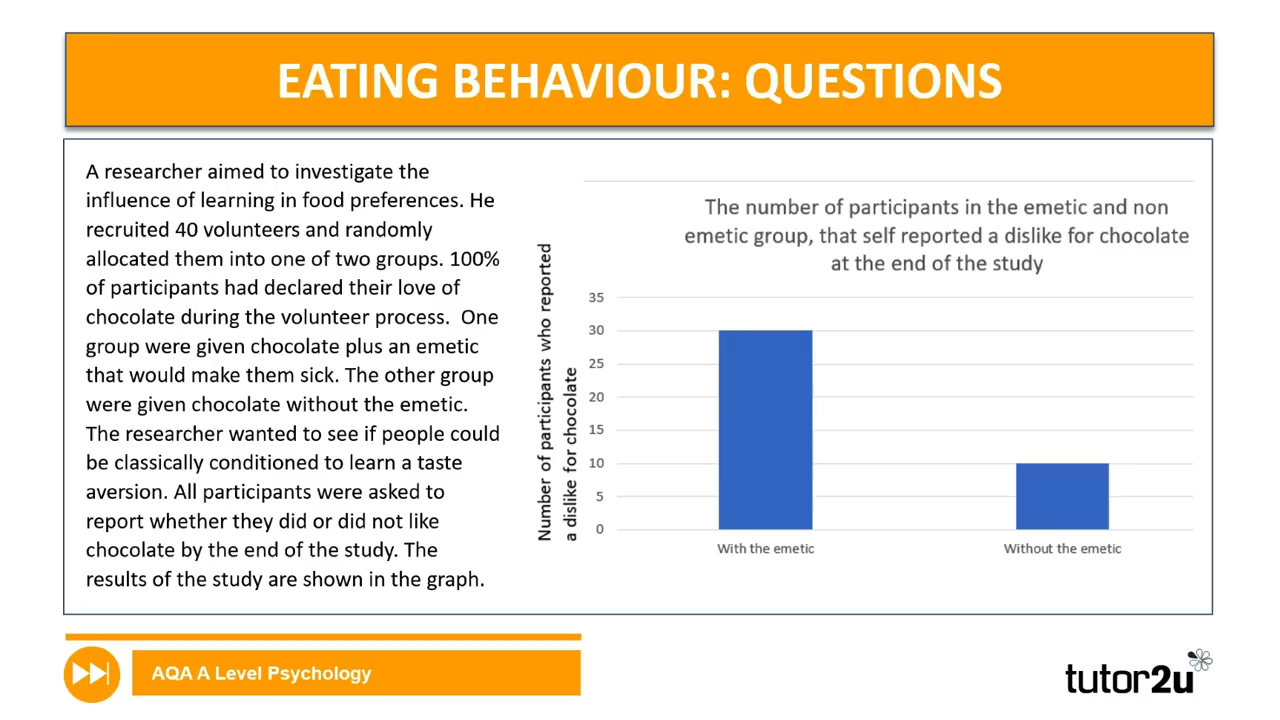 EATING BEHAVIOUR: QUESTIONS
A researcher aimed to investigate the
influence of learning in food preferences. He
recruited 40 volunteers and randomly
allocated them into one of two groups. 100%
of participants had declared their love of
chocolate during the volunteer process.  One
group were given chocolate plus an emetic
that would make them sick. The other group
were given chocolate without the emetic.
The researcher wanted to see if people could
be classically conditioned to learn a taste
aversion. All participants were asked to
report whether they did or did not like
chocolate by the end of the study. The
results of the study are shown in the graph.
The number of participants in the emetic and non
emetic group, that self reported a dislike for chocolate
at the end of the study
Number of participants who reported
a dislike for chocolate
35
30
25
20
15
10
5
0
With the emetic
Without the emetic
AQA A Level Psychology
tutor2u